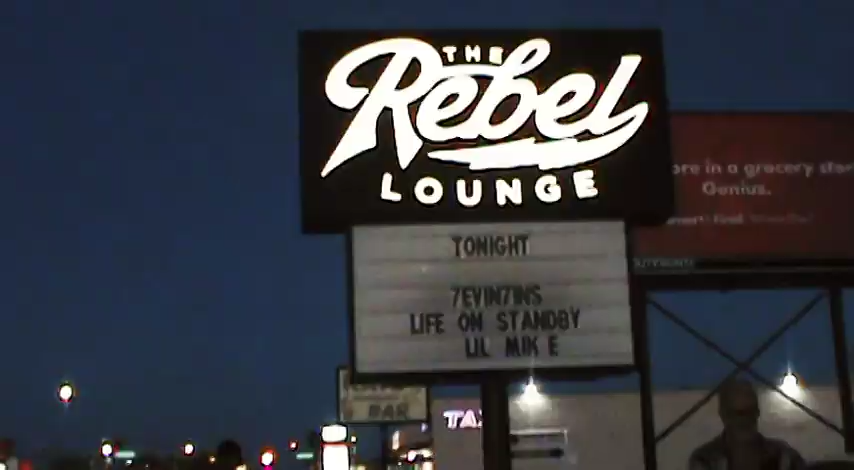 THE
Rebel
LOUNGE
TONIGHT
7EVIN7INS
LIFE ON STANDBY
LIL MIK E
ore in a grocery stor
Genius.
BAR
TAX